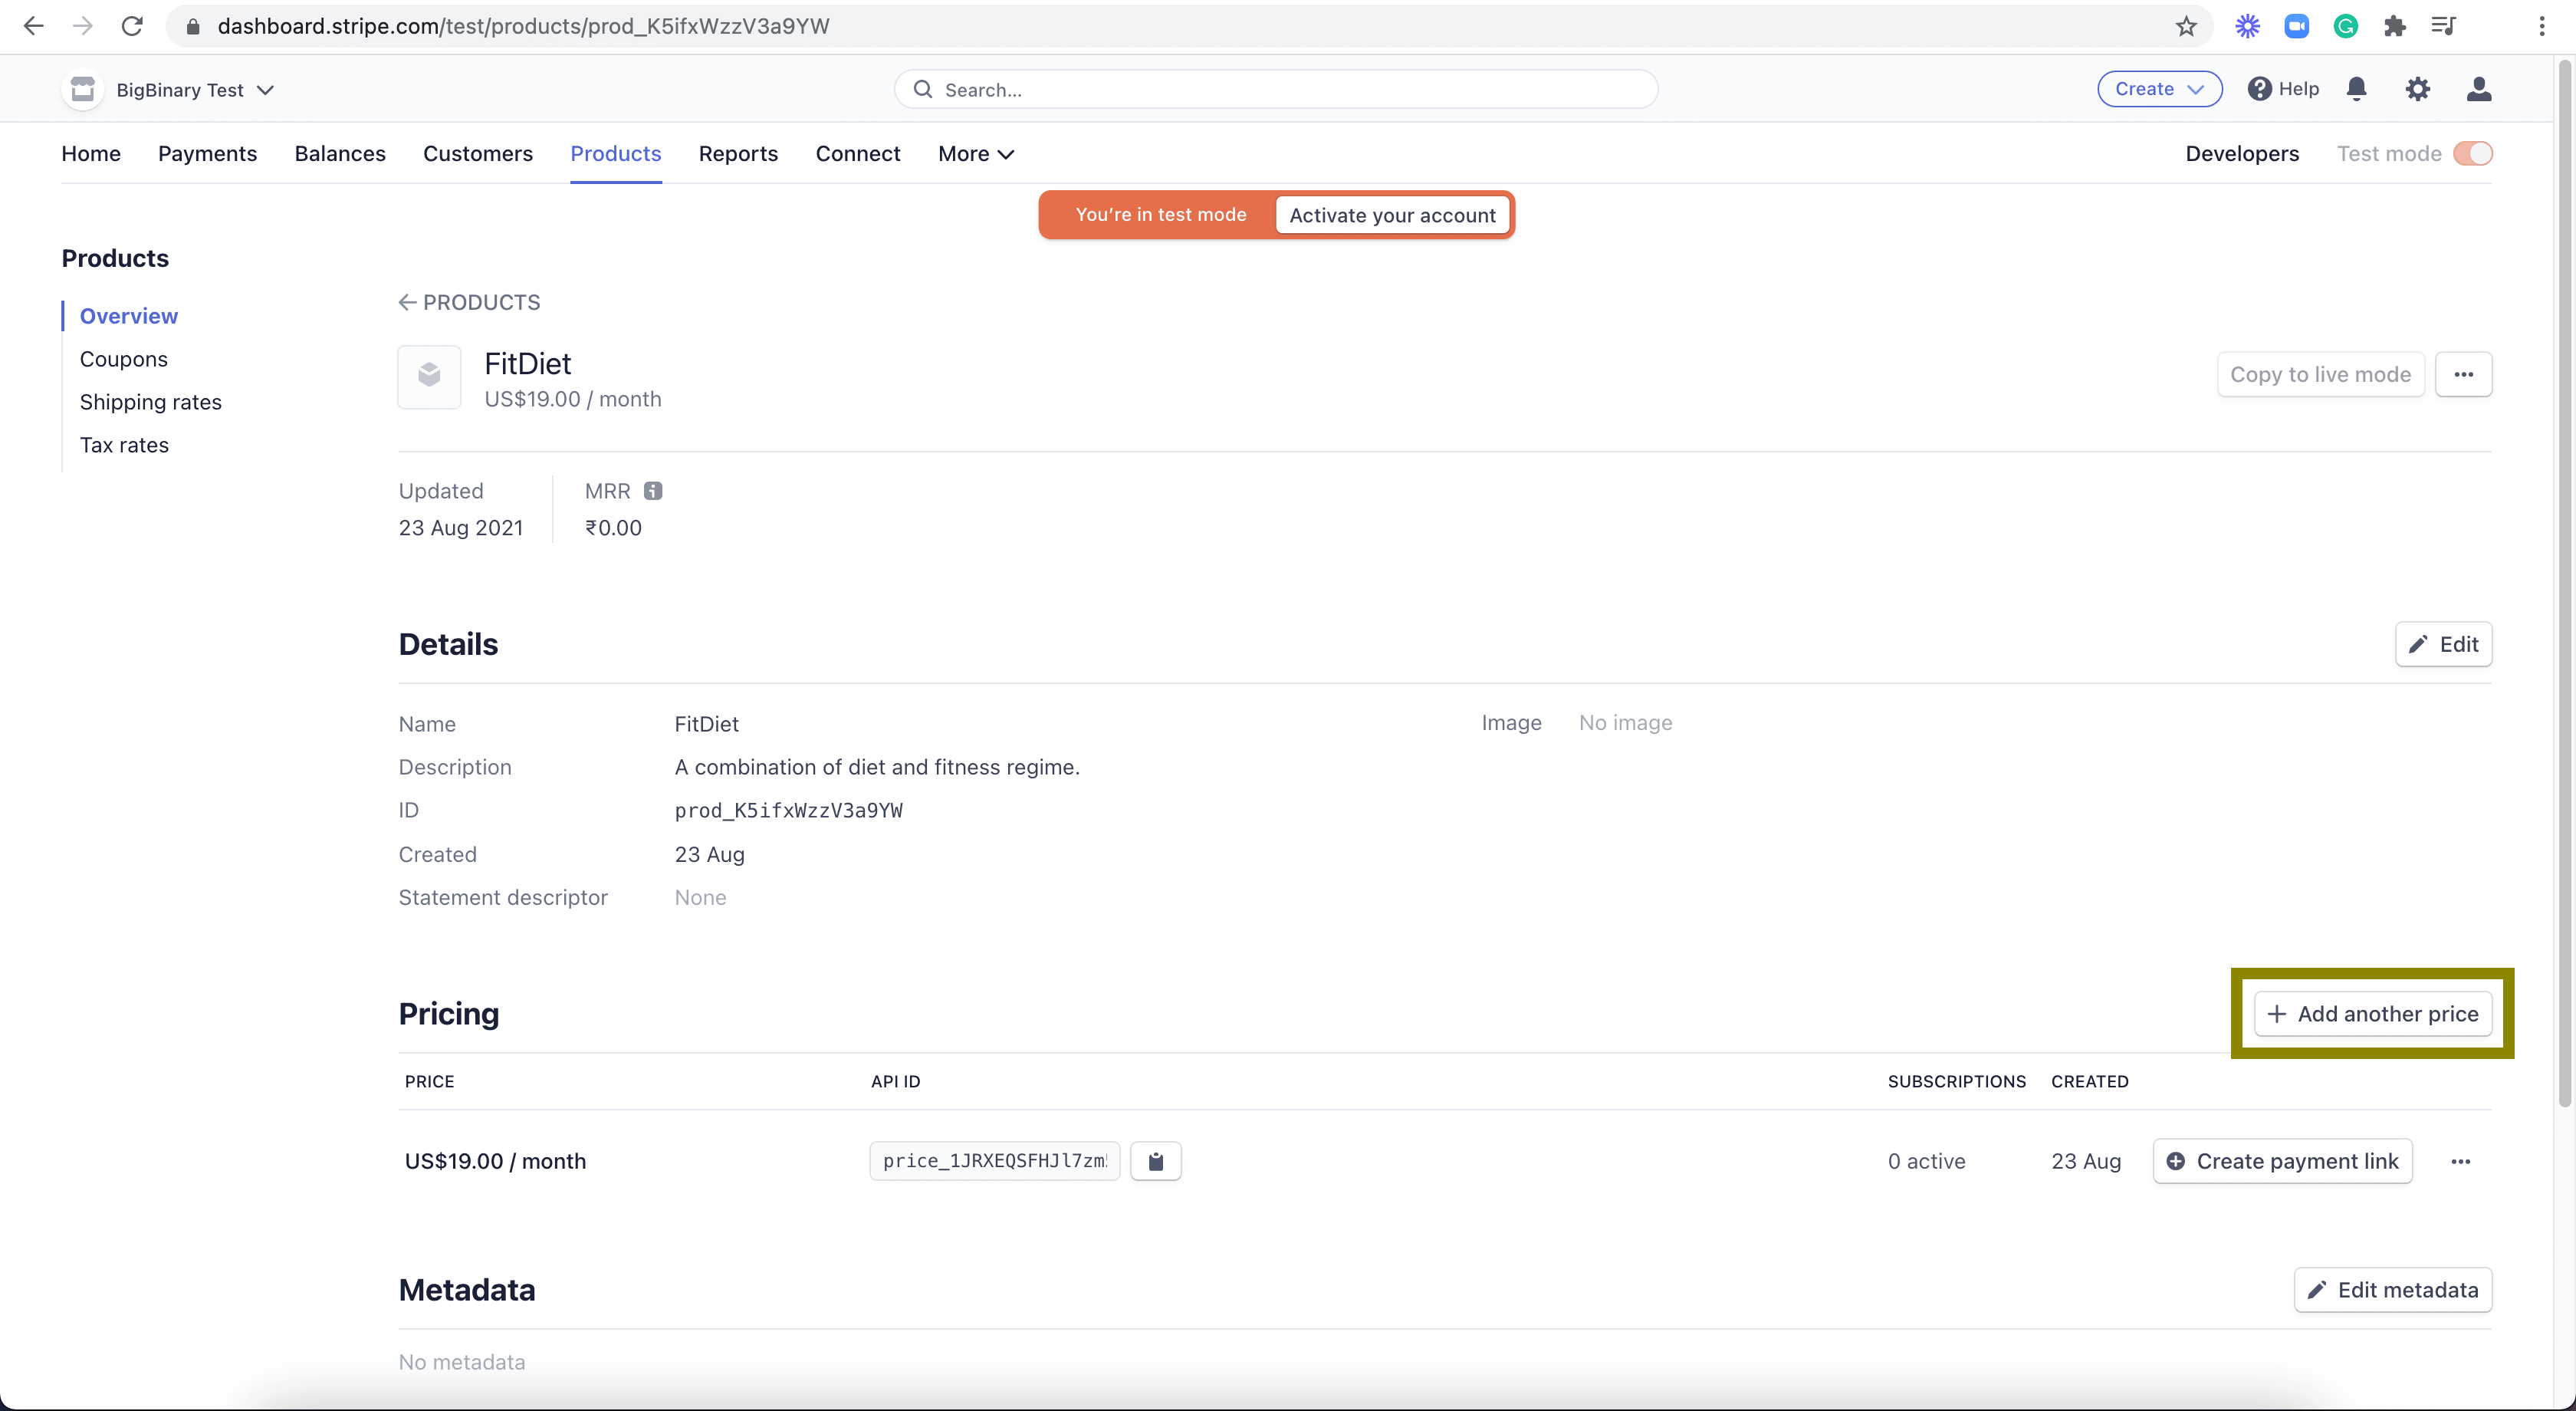 dashboard.stripe.com/test/products/prod_K5ifxWzzV3a9YW
BigBinary Test
Search...
Create
Help
Home Payments Balances Customers Products Reports Connect More
Developers Test mode
You're in test mode Activate your account
Products
Overview
Coupons
Shipping rates
Tax rates
PRODUCTS
FitDiet
US$19.00 / month
Copy to live mode
Updated
23 Aug 2021
MRR
₹0.00
Details
Edit
Name FitDiet
Description A combination of diet and fitness regime.
ID prod_K5ifxWzzV3a9YW
Created 23 Aug
Statement descriptor None
Image No image
Pricing
+ Add another price
PRICE API ID SUBSCRIPTIONS CREATED
US$19.00 / month price_1JRXEQSFHJl7zm 0 active 23 Aug Create payment link
Metadata
Edit metadata
No metadata